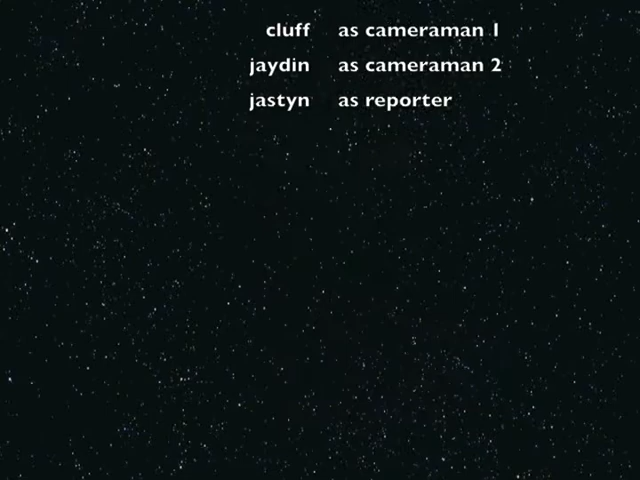 cluff as cameraman 1
jaydin as cameraman 2
jastyn as reporter